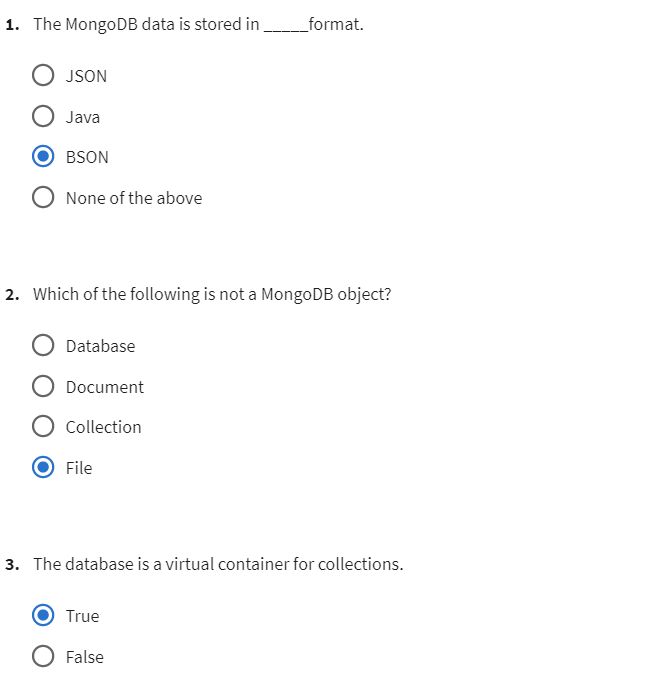 1. The MongoDB data is stored in _____format.
JSON
Java
BSON
None of the above
2. Which of the following is not a MongoDB object?
Database
Document
Collection
File
3. The database is a virtual container for collections.
True
False